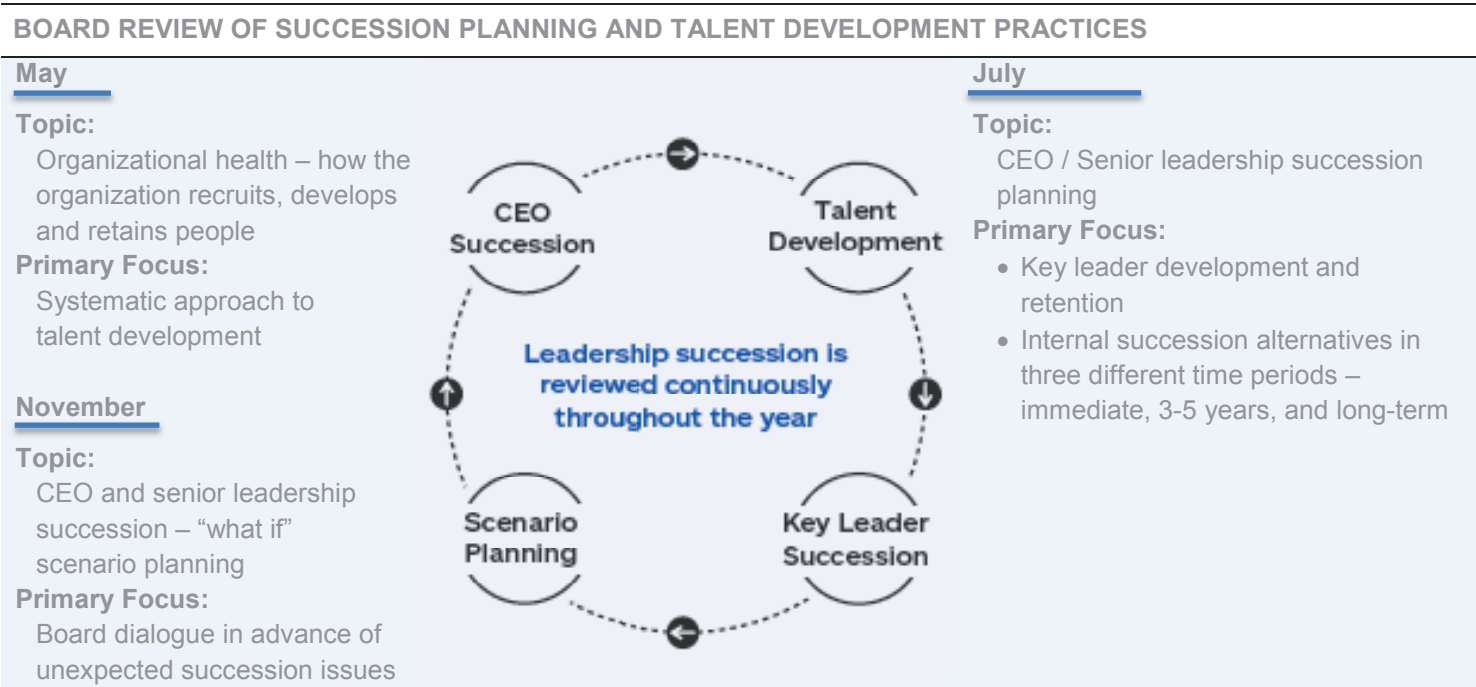 BOARD REVIEW OF SUCCESSION PLANNING AND TALENT DEVELOPMENT PRACTICES
May
Topic:
Organizational health – how the
organization recruits, develops
and retains people
Primary Focus:
Systematic approach to
talent development
November
Topic:
CEO and senior leadership
succession – “what if”
scenario planning
Primary Focus:
Board dialogue in advance of
unexpected succession issues
CEO
Succession
Talent
Development
Leadership succession is
reviewed continuously
throughout the year
Scenario
Planning
Key Leader
Succession
July
Topic:
CEO / Senior leadership succession
planning
Primary Focus:
• Key leader development and
retention
• Internal succession alternatives in
three different time periods –
immediate, 3-5 years, and long-term